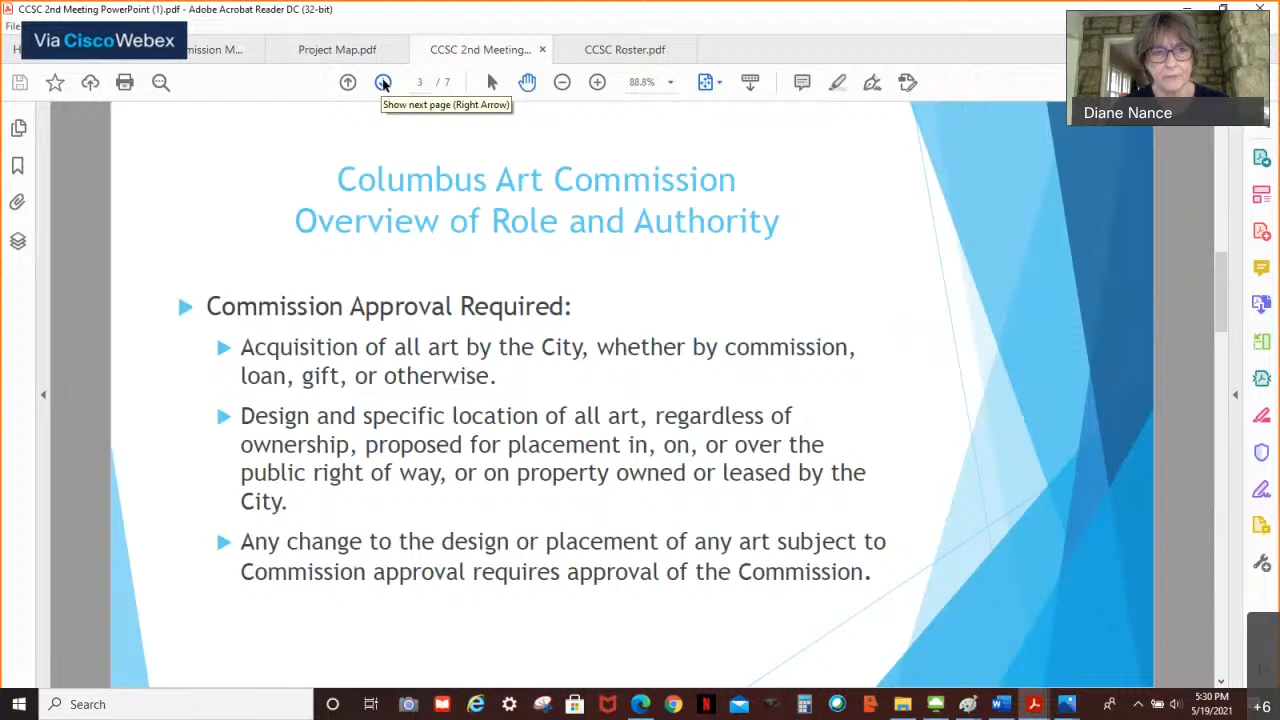 CCSC 2nd Meeting PowerPoint (1).pdf - Adobe Acrobat Reader DC (32-bit)
Via CiscoWebex
mmission M...
Project Map.pdf
CCSC 2nd Meeting...
CCSC Roster.pdf
3 / 7
88.8%
Show next page (Right Arrow)
Diane Nance
Columbus Art Commission
Overview of Role and Authority
Commission Approval Required:
Acquisition of all art by the City, whether by commission,
loan, gift, or otherwise.
Design and specific location of all art, regardless of
ownership, proposed for placement in, on, or over the
public right of way, or on property owned or leased by the
City.
Any change to the design or placement of any art subject to
Commission approval requires approval of the Commission.
Search
5:30 PM
5/19/2021
+6